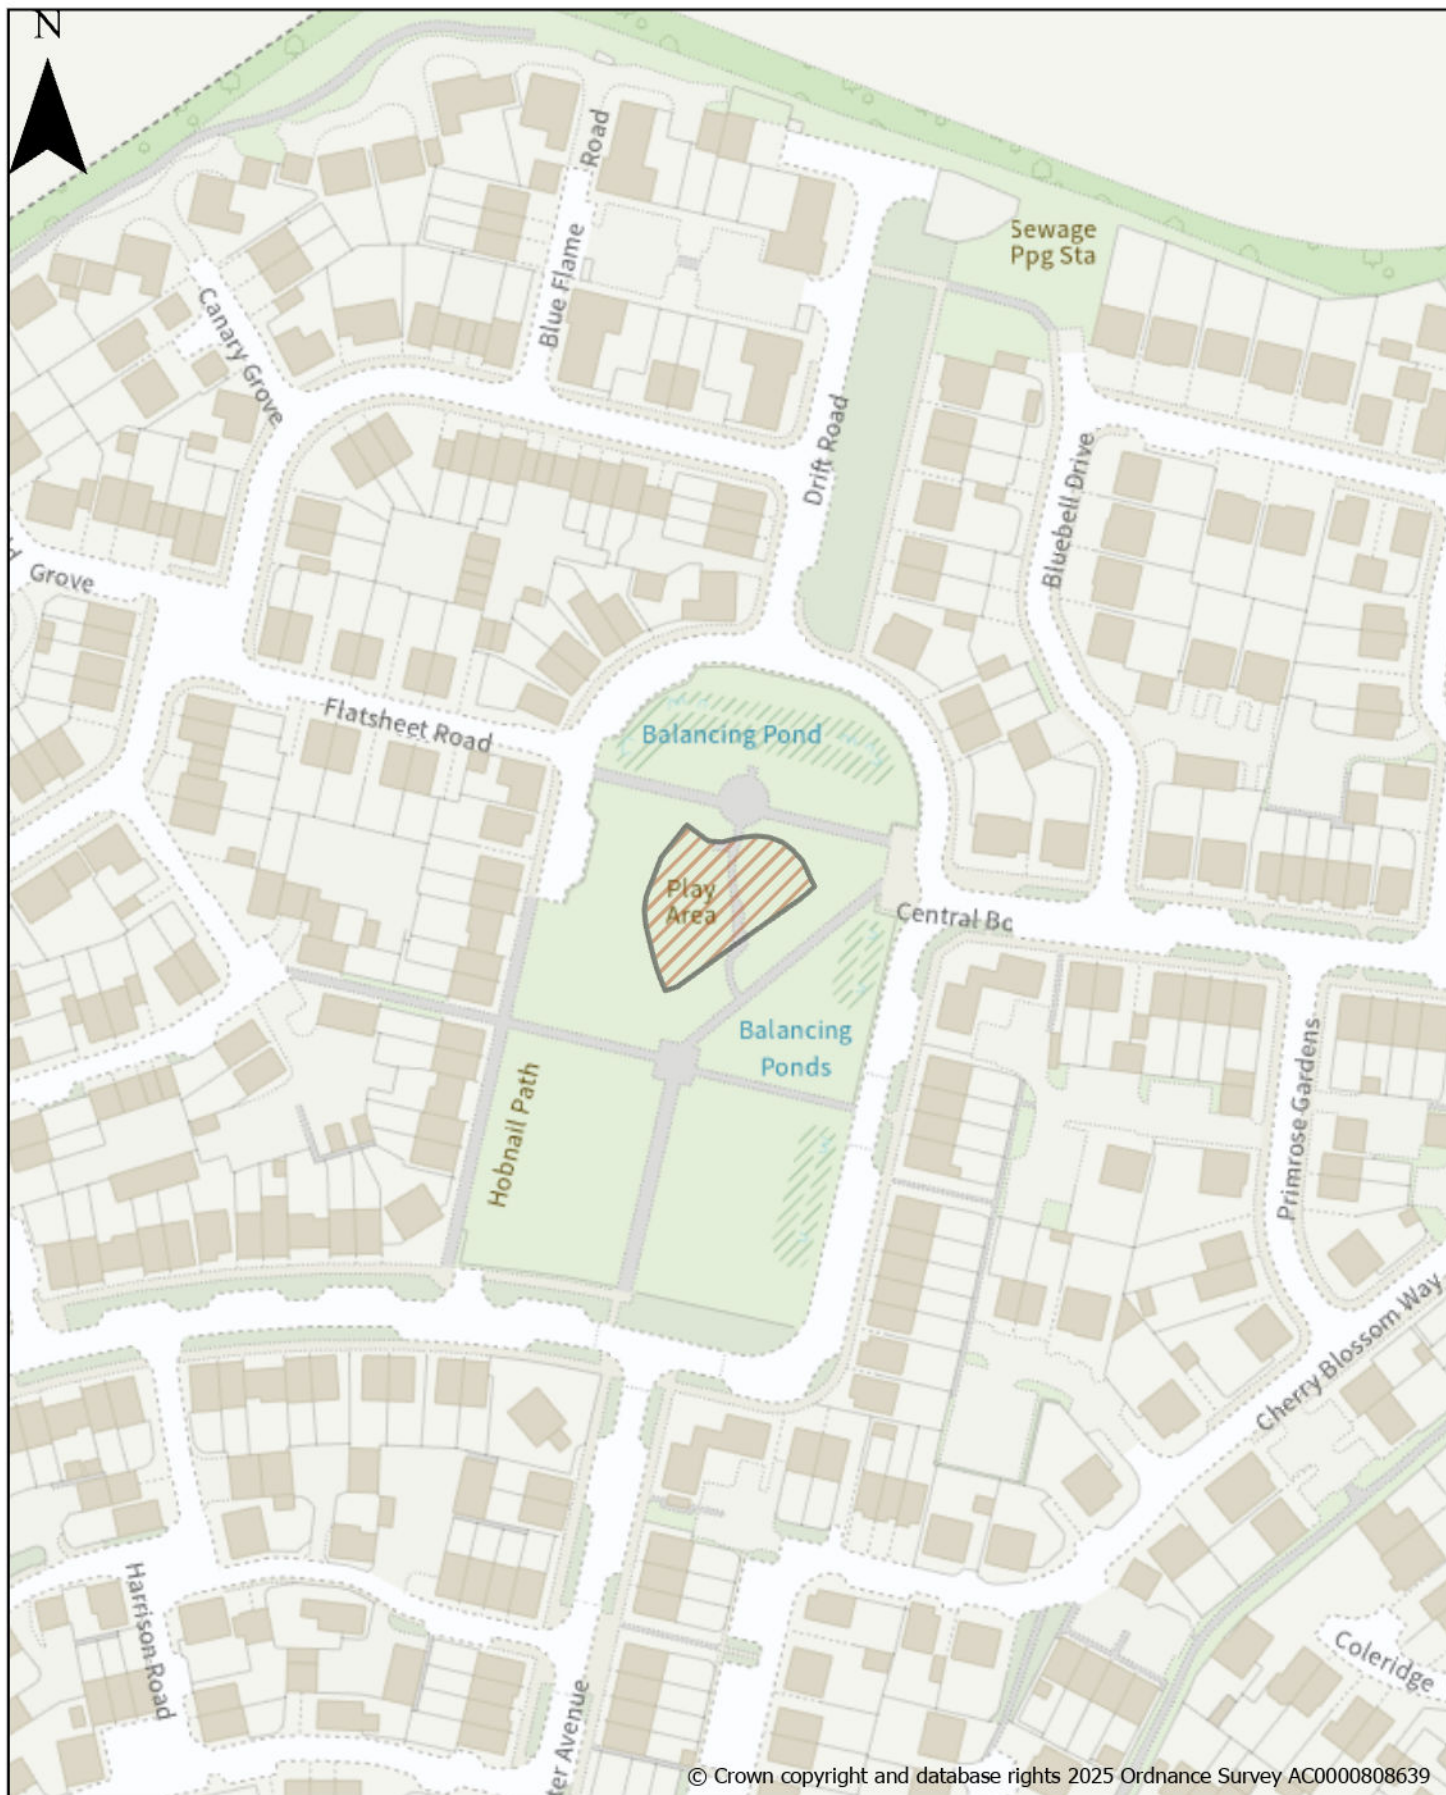 N
Road
Sewage
Ppg Sta
Blue Flame
Canary Grove
Drift Road
Bluebell Drive
Grove
Flatsheet Road
Balancing Pond
Play
Area
Central Bc
Balancing
Ponds
Hobnail Path
Primrose Gardens
Cherry Blossom Way
Harrison Road
Coleridge
ter Avenue
© Crown copyright and database rights 2025 Ordnance Survey AC0000808639